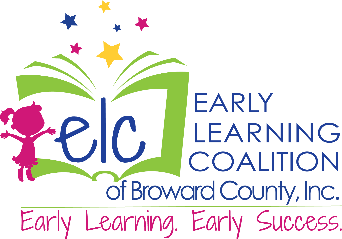 elc
EARLY
LEARNING
COALITION
of Broward County, Inc.
Early Learning. Early Success.